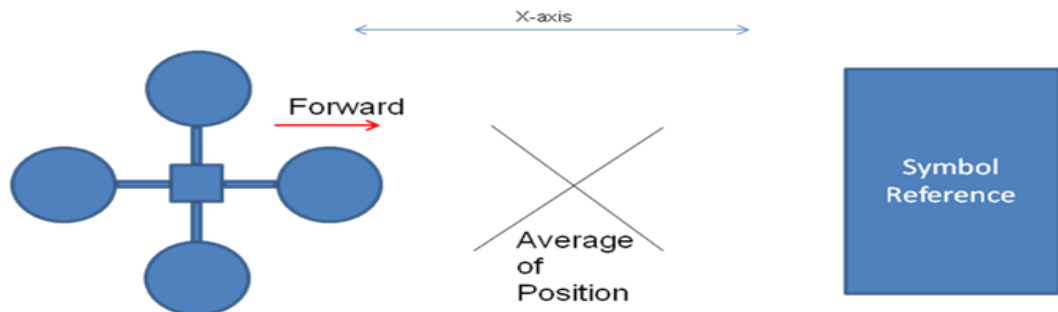 X-axis
Forward
Symbol
Reference
Average
of
Position